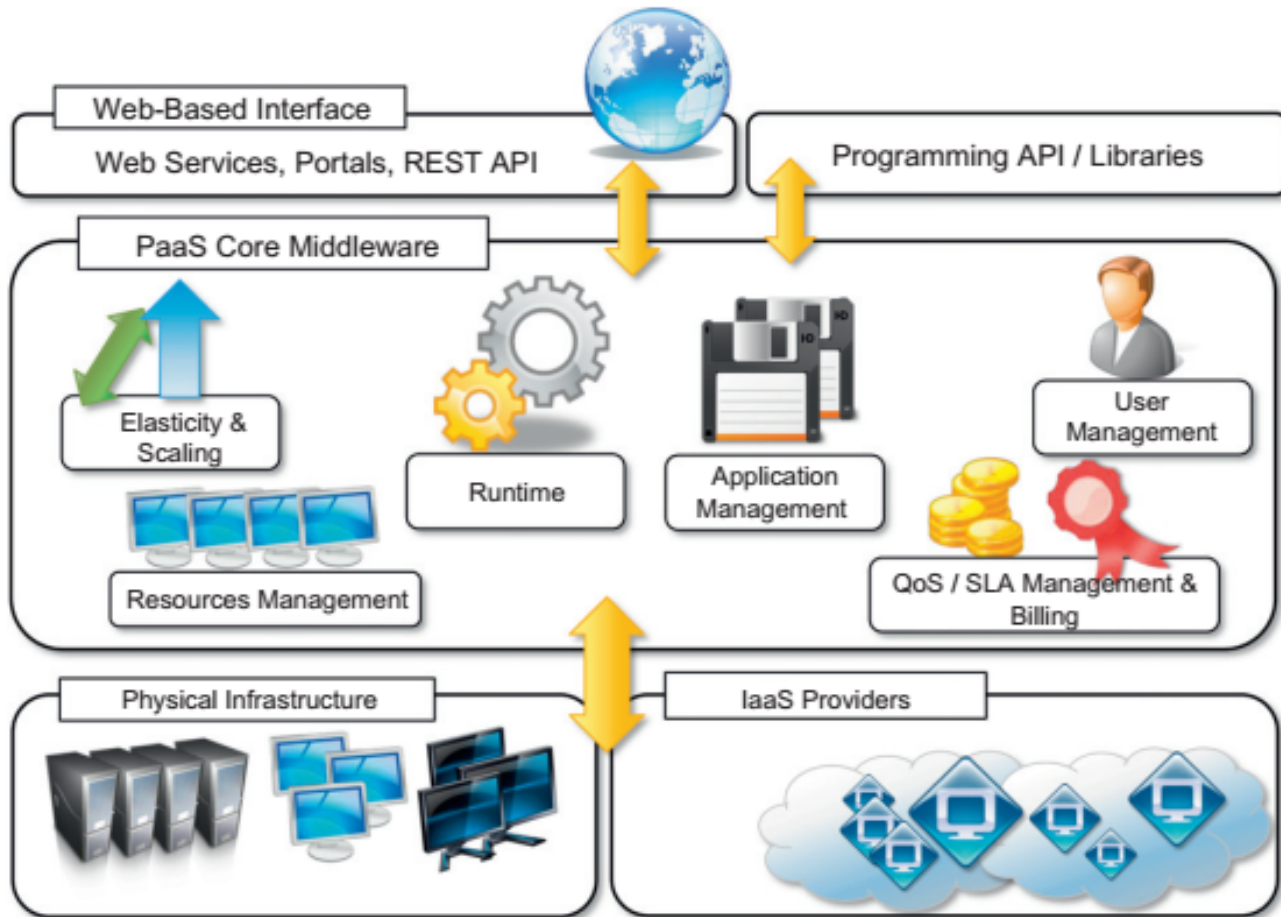 Web-Based Interface
Web Services, Portals, REST API
Programming API / Libraries
PaaS Core Middleware
Elasticity &
Scaling
Runtime
Application
Management
User
Management
Resources Management
QoS / SLA Management &
Billing
Physical Infrastructure
IaaS Providers